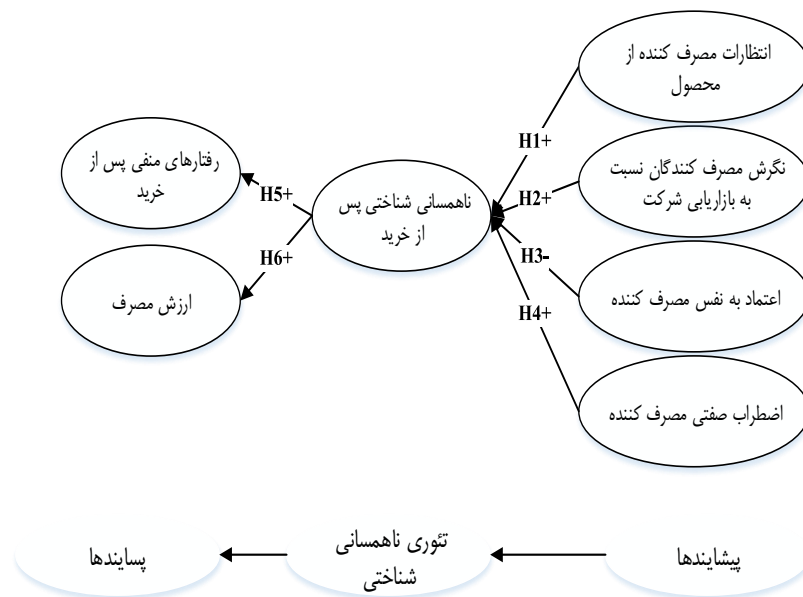 انتظارات مصرف کننده از
محصول
H1+
نگرش مصرف کنندگان نسبت
به بازاریابی شرکت
H2+
اعتماد به نفس مصرف کننده
H3-
اضطراب صفتی مصرف کننده
H4+
ناهمسانی شناختی پس
از خرید
رفتارهای منفی پس از
خرید
H5+
ارزش مصرف
H6+
پیشایندها
تئوری ناهمسانی
شناختی
پسایندها